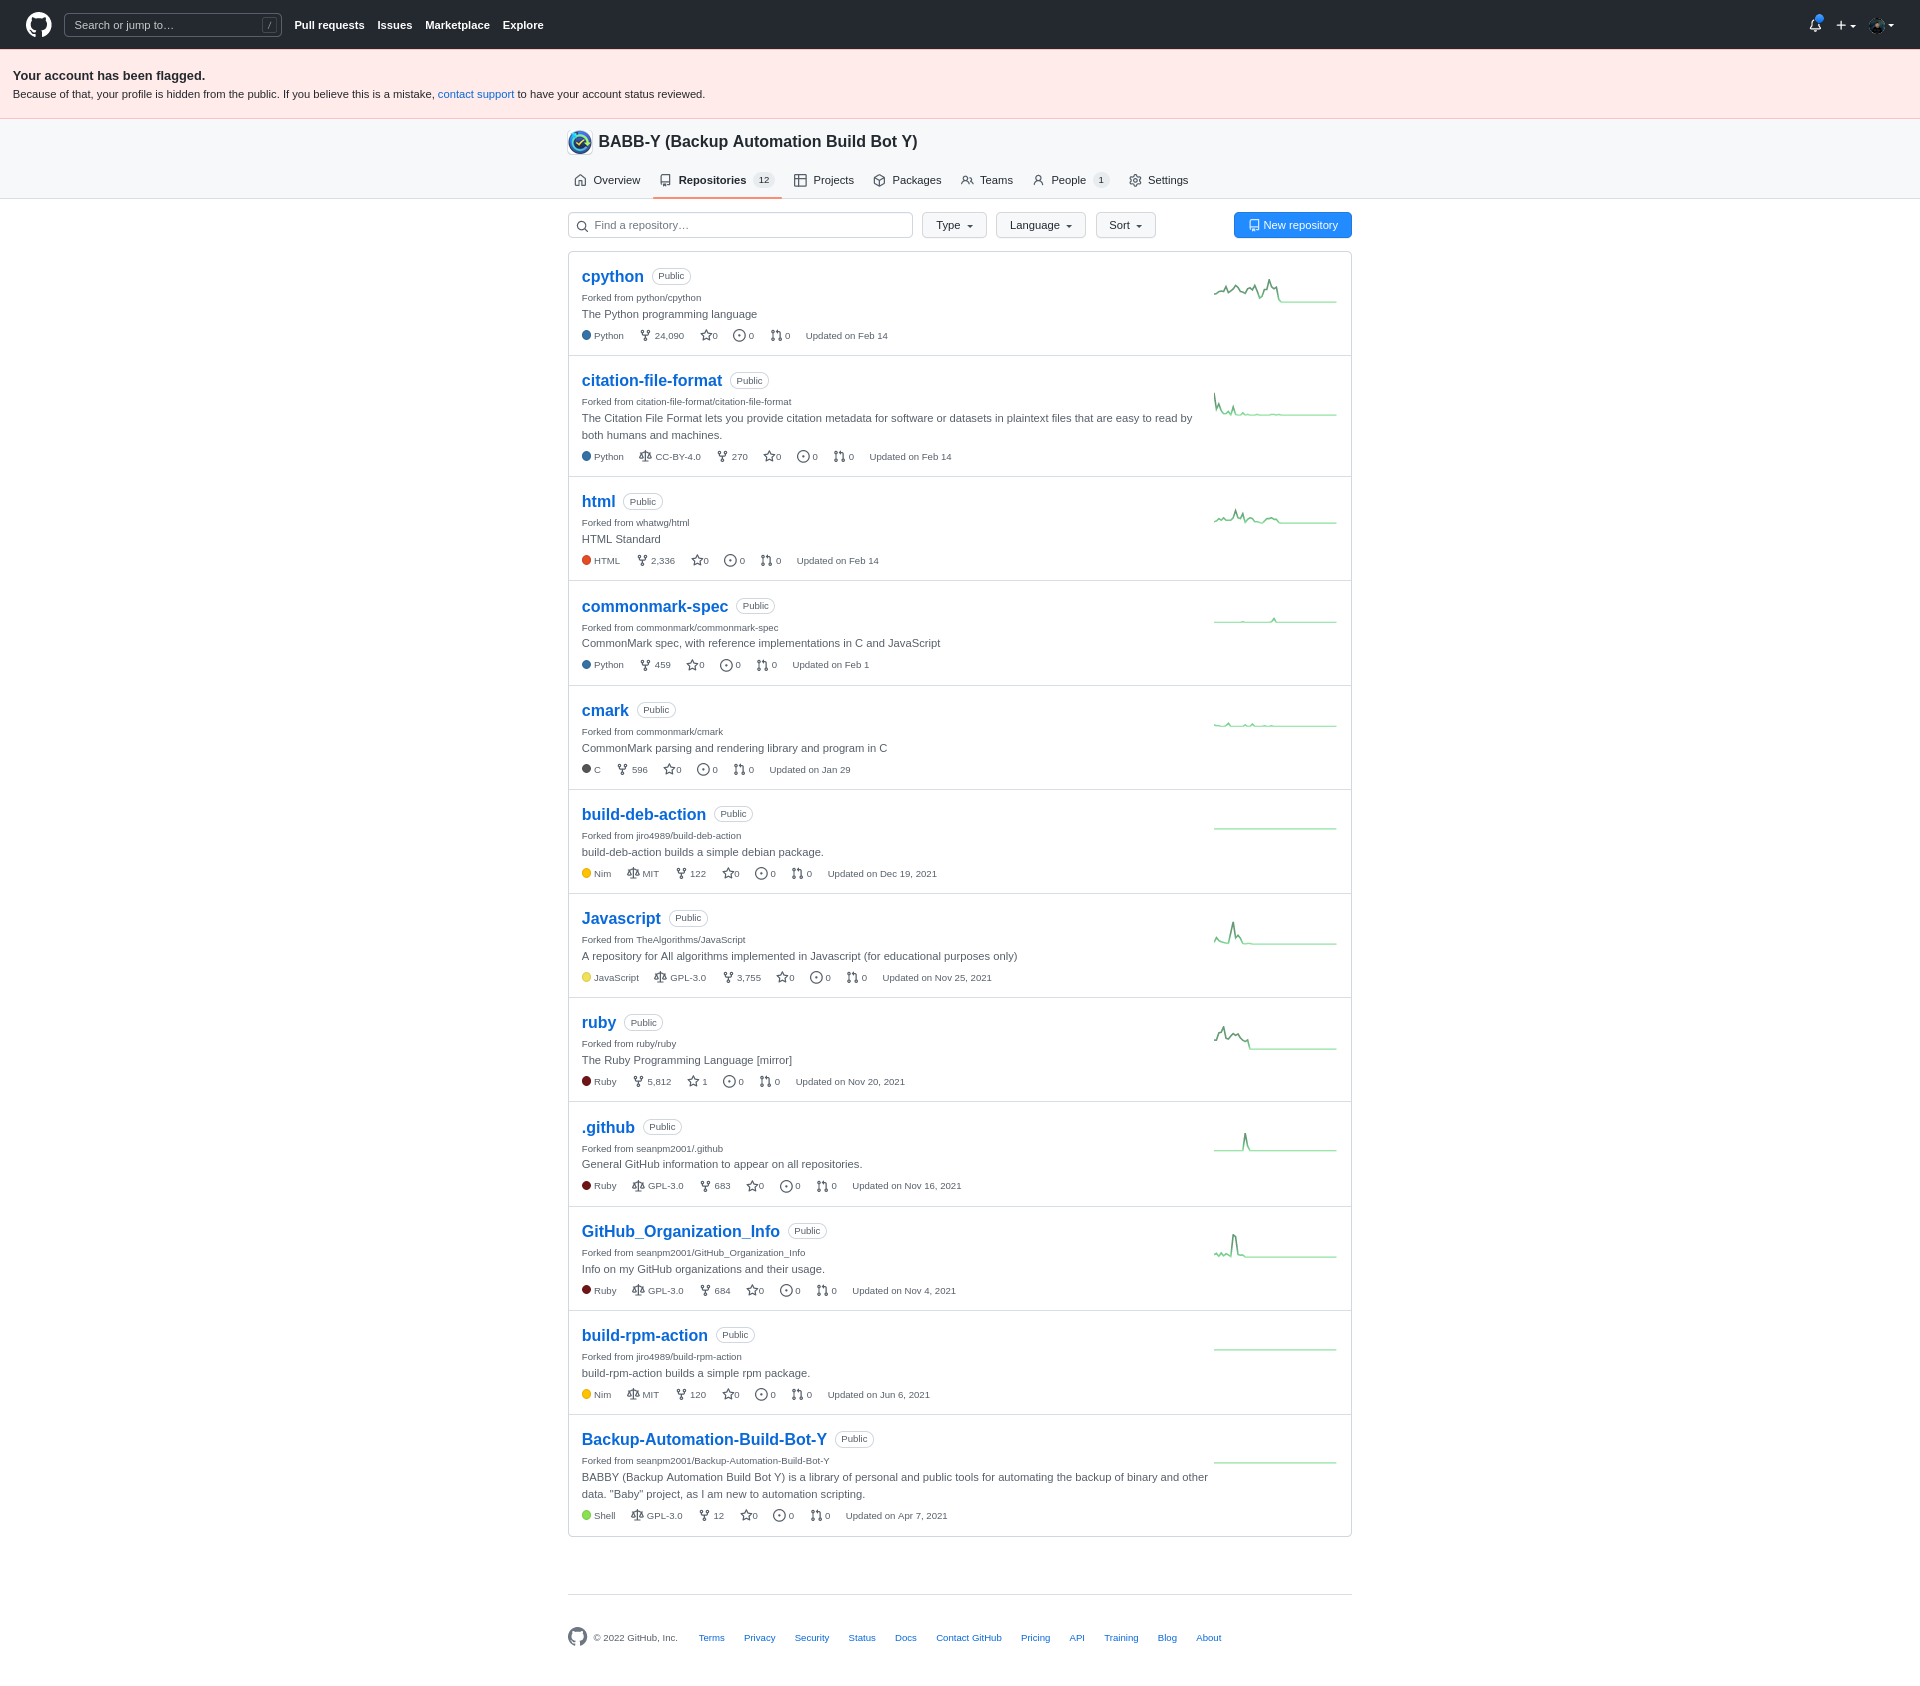 Search or jump to… /
Pull requests Issues Marketplace Explore
Your account has been flagged.
Because of that, your profile is hidden from the public. If you believe this is a mistake, contact support to have your account status reviewed.
BABB-Y (Backup Automation Build Bot Y)
Overview Repositories 12 Projects Packages Teams People 1 Settings
Find a repository… Type Language Sort New repository
cpython Public
Forked from python/cpython
The Python programming language
Python 24,090 0 0 0 Updated on Feb 14
citation-file-format Public
Forked from citation-file-format/citation-file-format
The Citation File Format lets you provide citation metadata for software or datasets in plaintext files that are easy to read by
both humans and machines.
Python CC-BY-4.0 270 0 0 0 Updated on Feb 14
html Public
Forked from whatwg/html
HTML Standard
HTML 2,336 0 0 0 Updated on Feb 14
commonmark-spec Public
Forked from commonmark/commonmark-spec
CommonMark spec, with reference implementations in C and JavaScript
Python 459 0 0 0 Updated on Feb 1
cmark Public
Forked from commonmark/cmark
CommonMark parsing and rendering library and program in C
C 596 0 0 0 Updated on Jan 29
build-deb-action Public
Forked from jiro4989/build-deb-action
build-deb-action builds a simple debian package.
Nim MIT 122 0 0 0 Updated on Dec 19, 2021
Javascript Public
Forked from TheAlgorithms/JavaScript
A repository for All algorithms implemented in Javascript (for educational purposes only)
JavaScript GPL-3.0 3,755 0 0 0 Updated on Nov 25, 2021
ruby Public
Forked from ruby/ruby
The Ruby Programming Language [mirror]
Ruby 5,812 1 0 0 Updated on Nov 20, 2021
.github Public
Forked from seanpm2001/.github
General GitHub information to appear on all repositories.
Ruby GPL-3.0 683 0 0 0 Updated on Nov 16, 2021
GitHub_Organization_Info Public
Forked from seanpm2001/GitHub_Organization_Info
Info on my GitHub organizations and their usage.
Ruby GPL-3.0 684 0 0 0 Updated on Nov 4, 2021
build-rpm-action Public
Forked from jiro4989/build-rpm-action
build-rpm-action builds a simple rpm package.
Nim MIT 120 0 0 0 Updated on Jun 6, 2021
Backup-Automation-Build-Bot-Y Public
Forked from seanpm2001/Backup-Automation-Build-Bot-Y
BABBY (Backup Automation Build Bot Y) is a library of personal and public tools for automating the backup of binary and other
data. "Baby" project, as I am new to automation scripting.
Shell GPL-3.0 12 0 0 0 Updated on Apr 7, 2021
© 2022 GitHub, Inc. Terms Privacy Security Status Docs Contact GitHub Pricing API Training Blog About